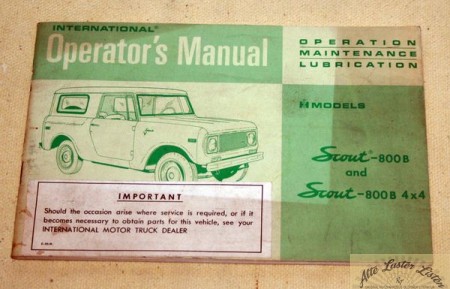 INTERNATIONAL®
Operator's Manual
OPERATION
MAINTENANCE
LUBRICATION
MODELS
Scout®-800B
and
Scout®-800B 4x4
IMPORTANT
Should the occasion arise where service is required, or if it
becomes necessary to obtain parts for this vehicle, see your
INTERNATIONAL MOTOR TRUCK DEALER
Alte Laster Listen